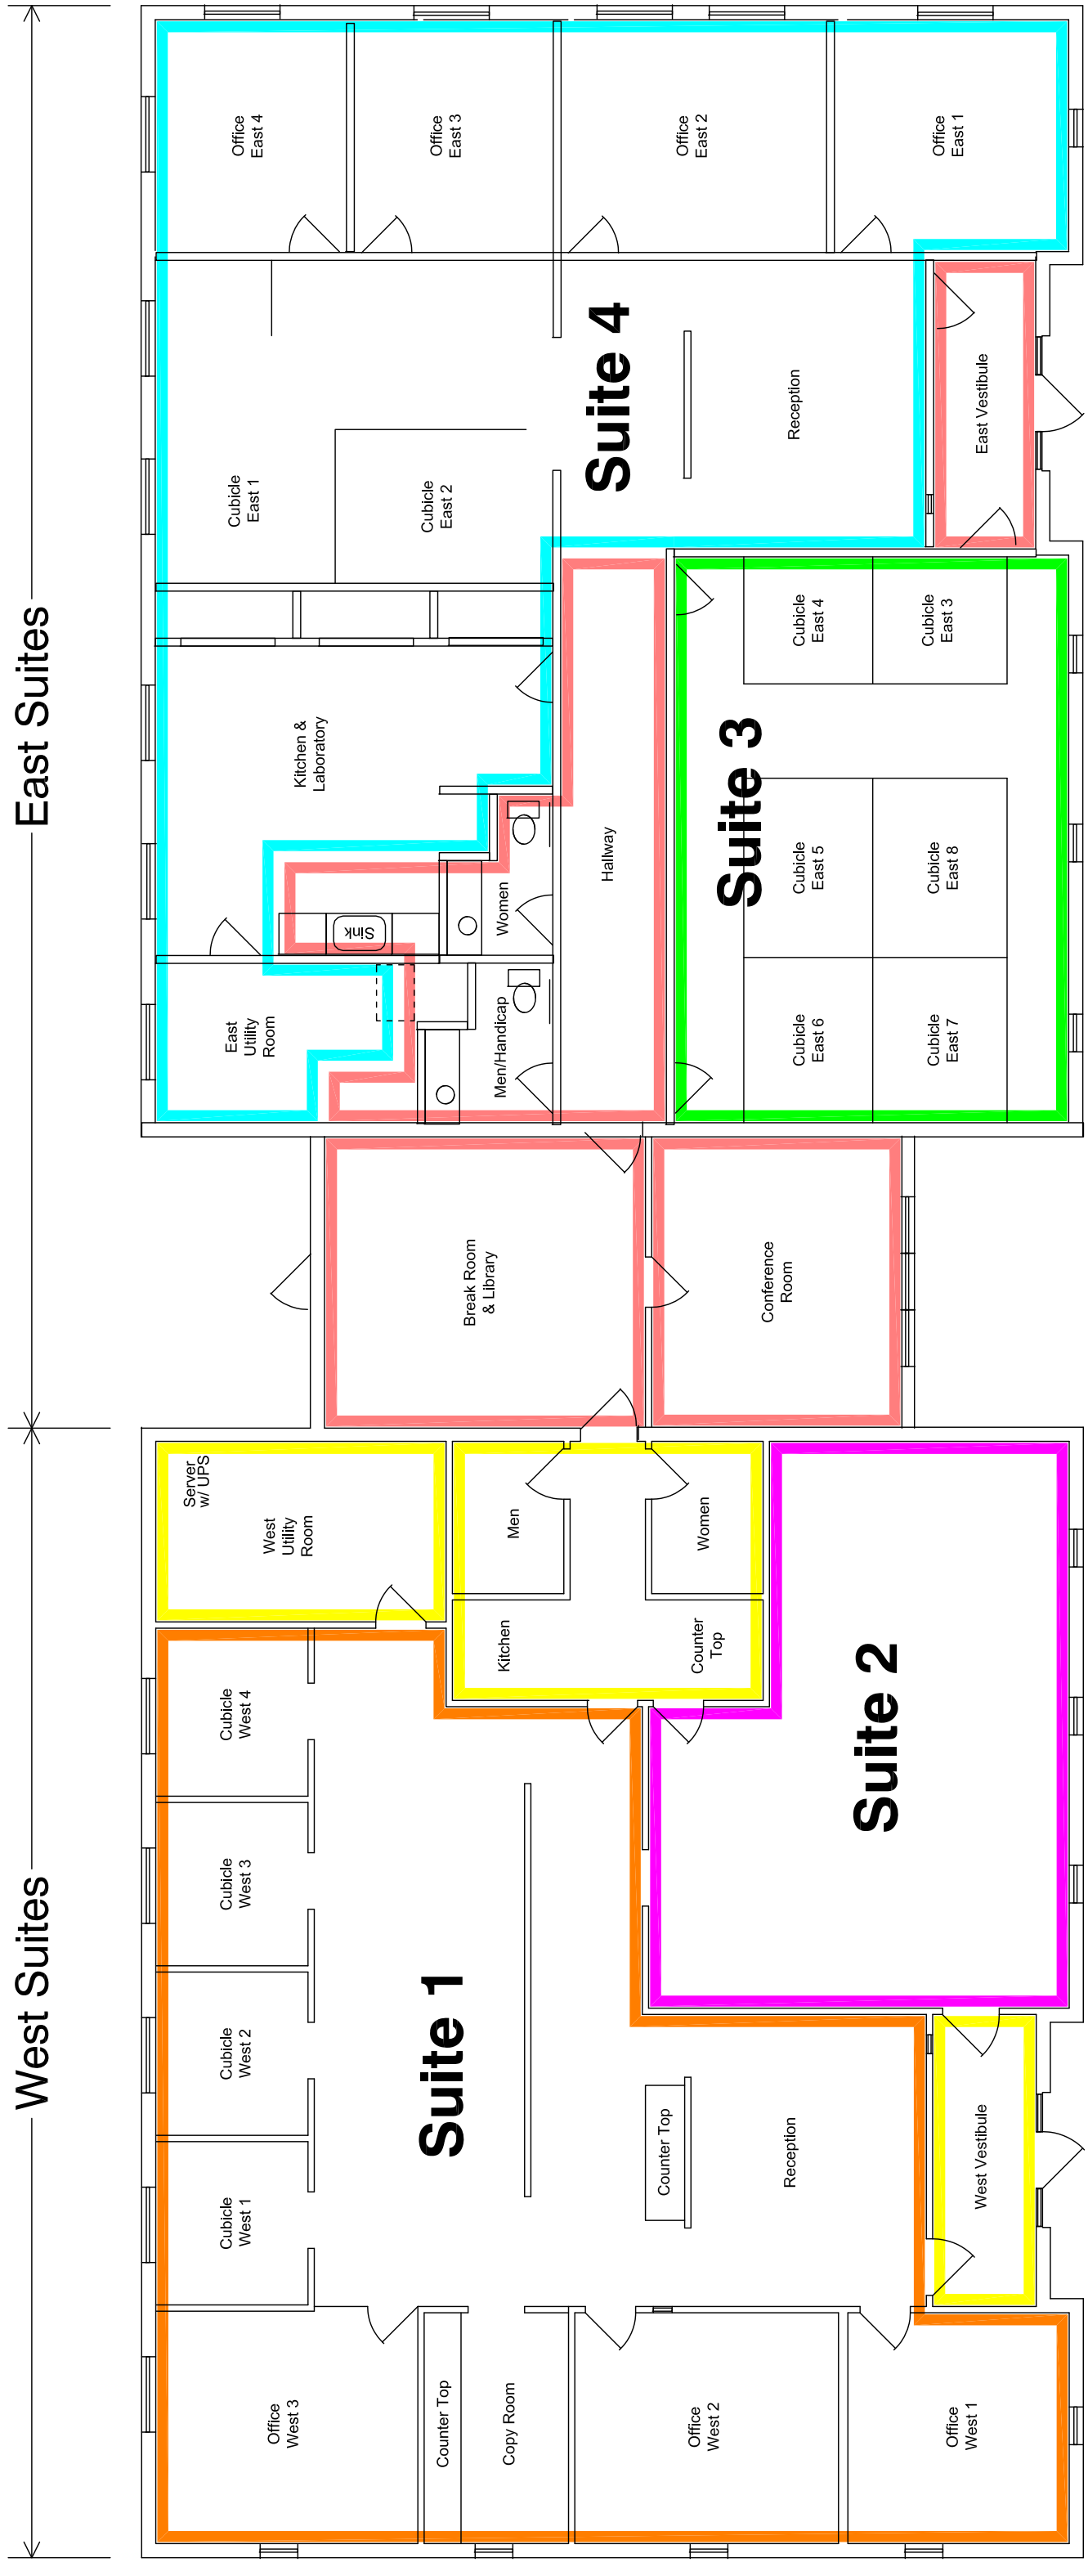 East Suites
West Suites
Office
East 4
Office
East 3
Office
East 2
Office
East 1
Suite 4
Cubicle
East 1
Cubicle
East 2
Reception
East Vestibule
Kitchen &
Laboratory
Cubicle
East 4
Cubicle
East 3
Suite 3
Hallway
Cubicle
East 5
Cubicle
East 8
Women
Sink
East
Utility
Room
Men/Handicap
Cubicle
East 6
Cubicle
East 7
Break Room
& Library
Conference
Room
Server
w/ UPS
West
Utility
Room
Men
Women
Kitchen
Counter
Top
Suite 2
Cubicle
West 4
Cubicle
West 3
Cubicle
West 2
Cubicle
West 1
Suite 1
Counter Top
Reception
West Vestibule
Office
West 3
Counter Top
Copy Room
Office
West 2
Office
West 1